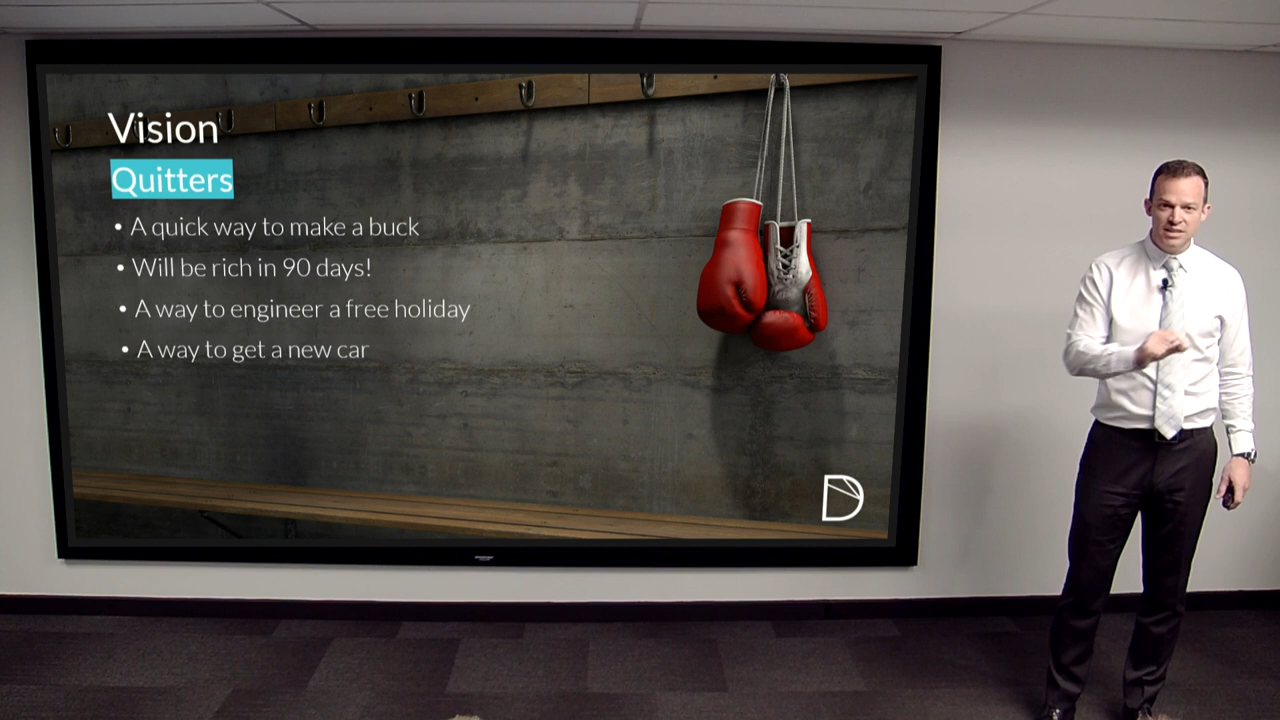 Vision
Quitters
• A quick way to make a buck
• Will be rich in 90 days!
• A way to engineer a free holiday
• A way to get a new car